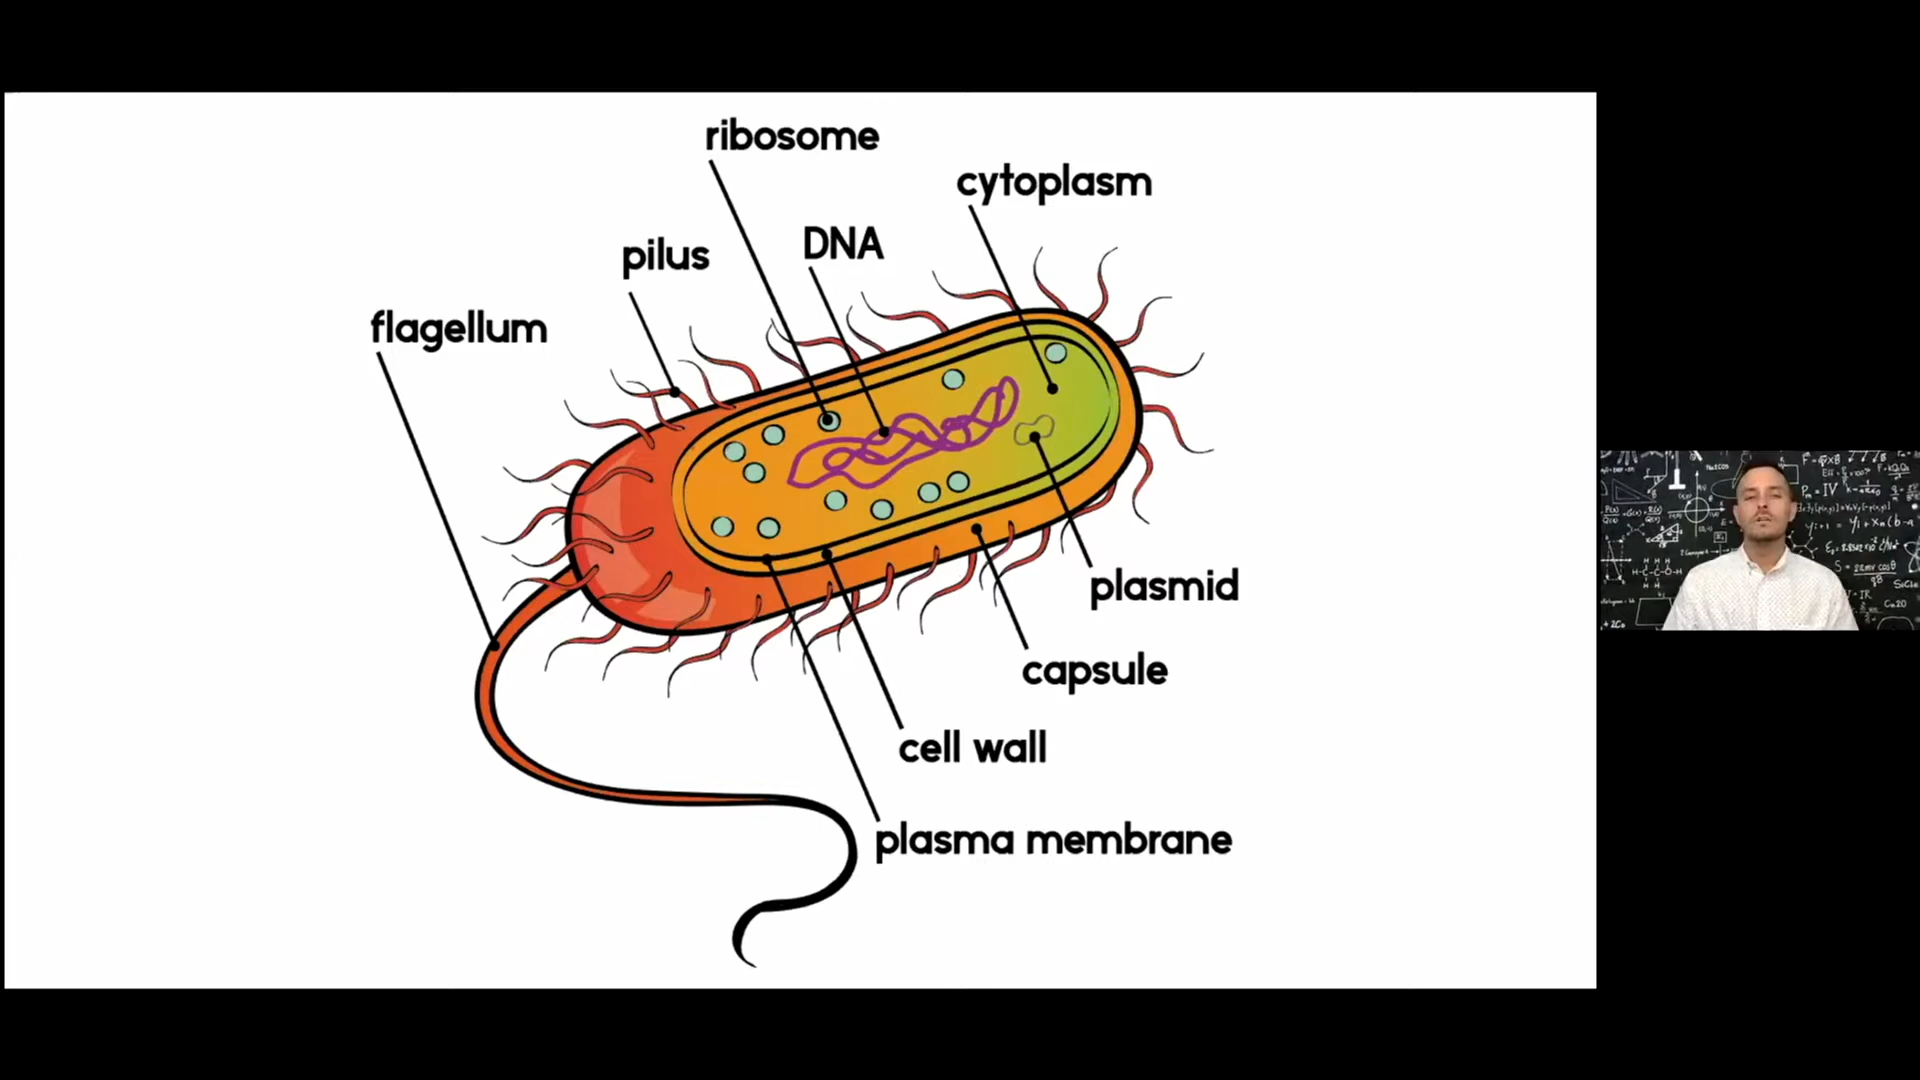 ribosome
cytoplasm
DNA
pilus
flagellum
plasmid
capsule
cell wall
plasma membrane